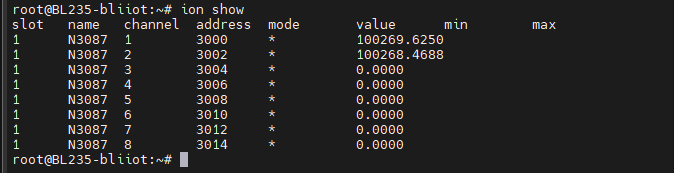 root@BL235-bliiot:~# ion show
slot name channel address mode value min max
1 N3087 1 3000 * 100269.6250
1 N3087 2 3002 * 100268.4688
1 N3087 3 3004 * 0.0000
1 N3087 4 3006 * 0.0000
1 N3087 5 3008 * 0.0000
1 N3087 6 3010 * 0.0000
1 N3087 7 3012 * 0.0000
1 N3087 8 3014 * 0.0000
root@BL235-bliiot:~#